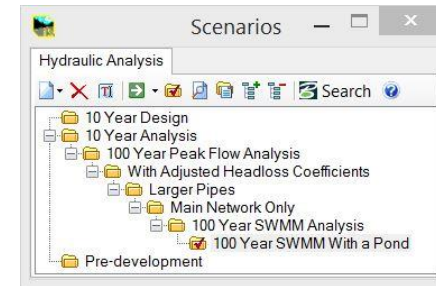 Scenarios
Hydraulic Analysis
Search
10 Year Design
10 Year Analysis
100 Year Peak Flow Analysis
With Adjusted Headloss Coefficients
Larger Pipes
Main Network Only
100 Year SWMM Analysis
100 Year SWMM With a Pond
Pre-development